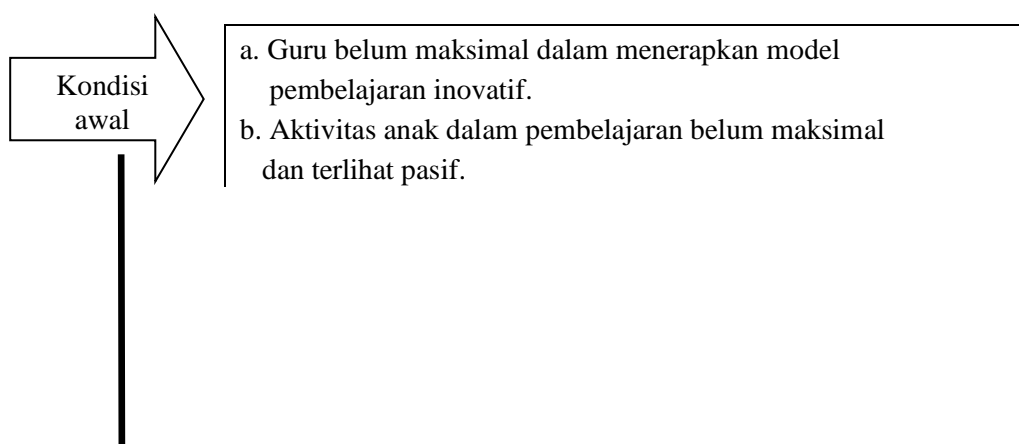 Kondisi
awal
a. Guru belum maksimal dalam menerapkan model
pembelajaran inovatif.
b. Aktivitas anak dalam pembelajaran belum maksimal
dan terlihat pasif.